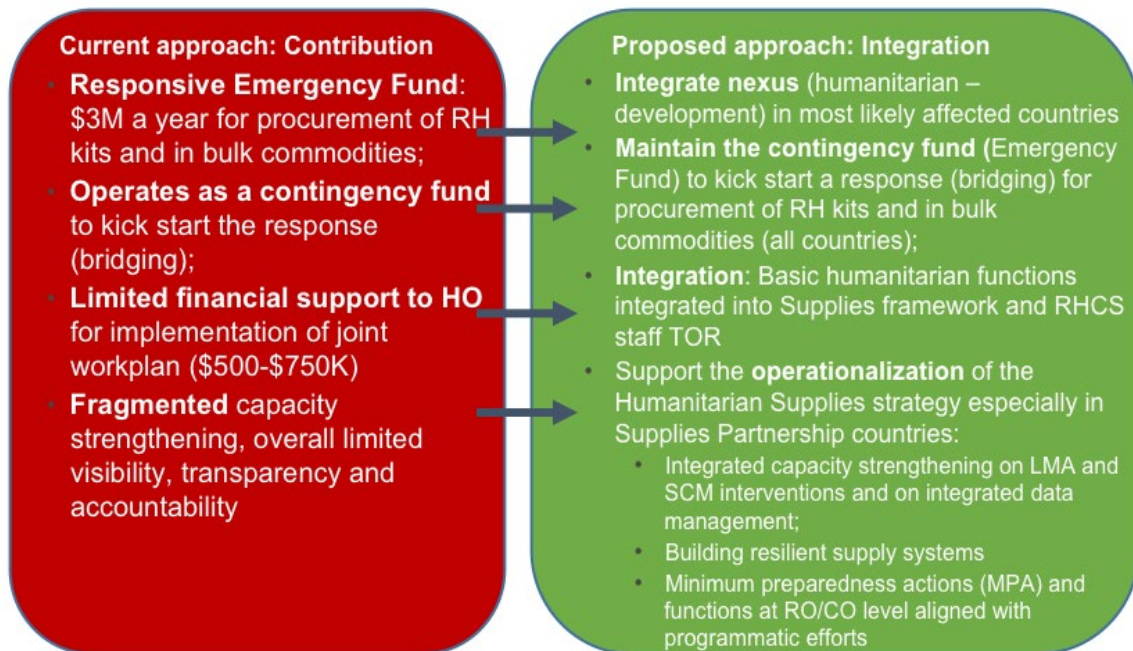 Current approach: Contribution
• Responsive Emergency Fund:
$3M a year for procurement of RH
kits and in bulk commodities;
• Operates as a contingency fund
to kick start the response
(bridging);
• Limited financial support to HO
for implementation of joint
workplan ($500-$750K)
• Fragmented capacity
strengthening, overall limited
visibility, transparency and
accountability
Proposed approach: Integration
• Integrate nexus (humanitarian –
development) in most likely affected countries
• Maintain the contingency fund (Emergency
Fund) to kick start a response (bridging) for
procurement of RH kits and in bulk
commodities (all countries);
• Integration: Basic humanitarian functions
integrated into Supplies framework and RHCS
staff TOR
• Support the operationalization of the
Humanitarian Supplies strategy especially in
Supplies Partnership countries:
• Integrated capacity strengthening on LMA and
SCM interventions and on integrated data
management;
• Building resilient supply systems
• Minimum preparedness actions (MPA) and
functions at RO/CO level aligned with
programmatic efforts